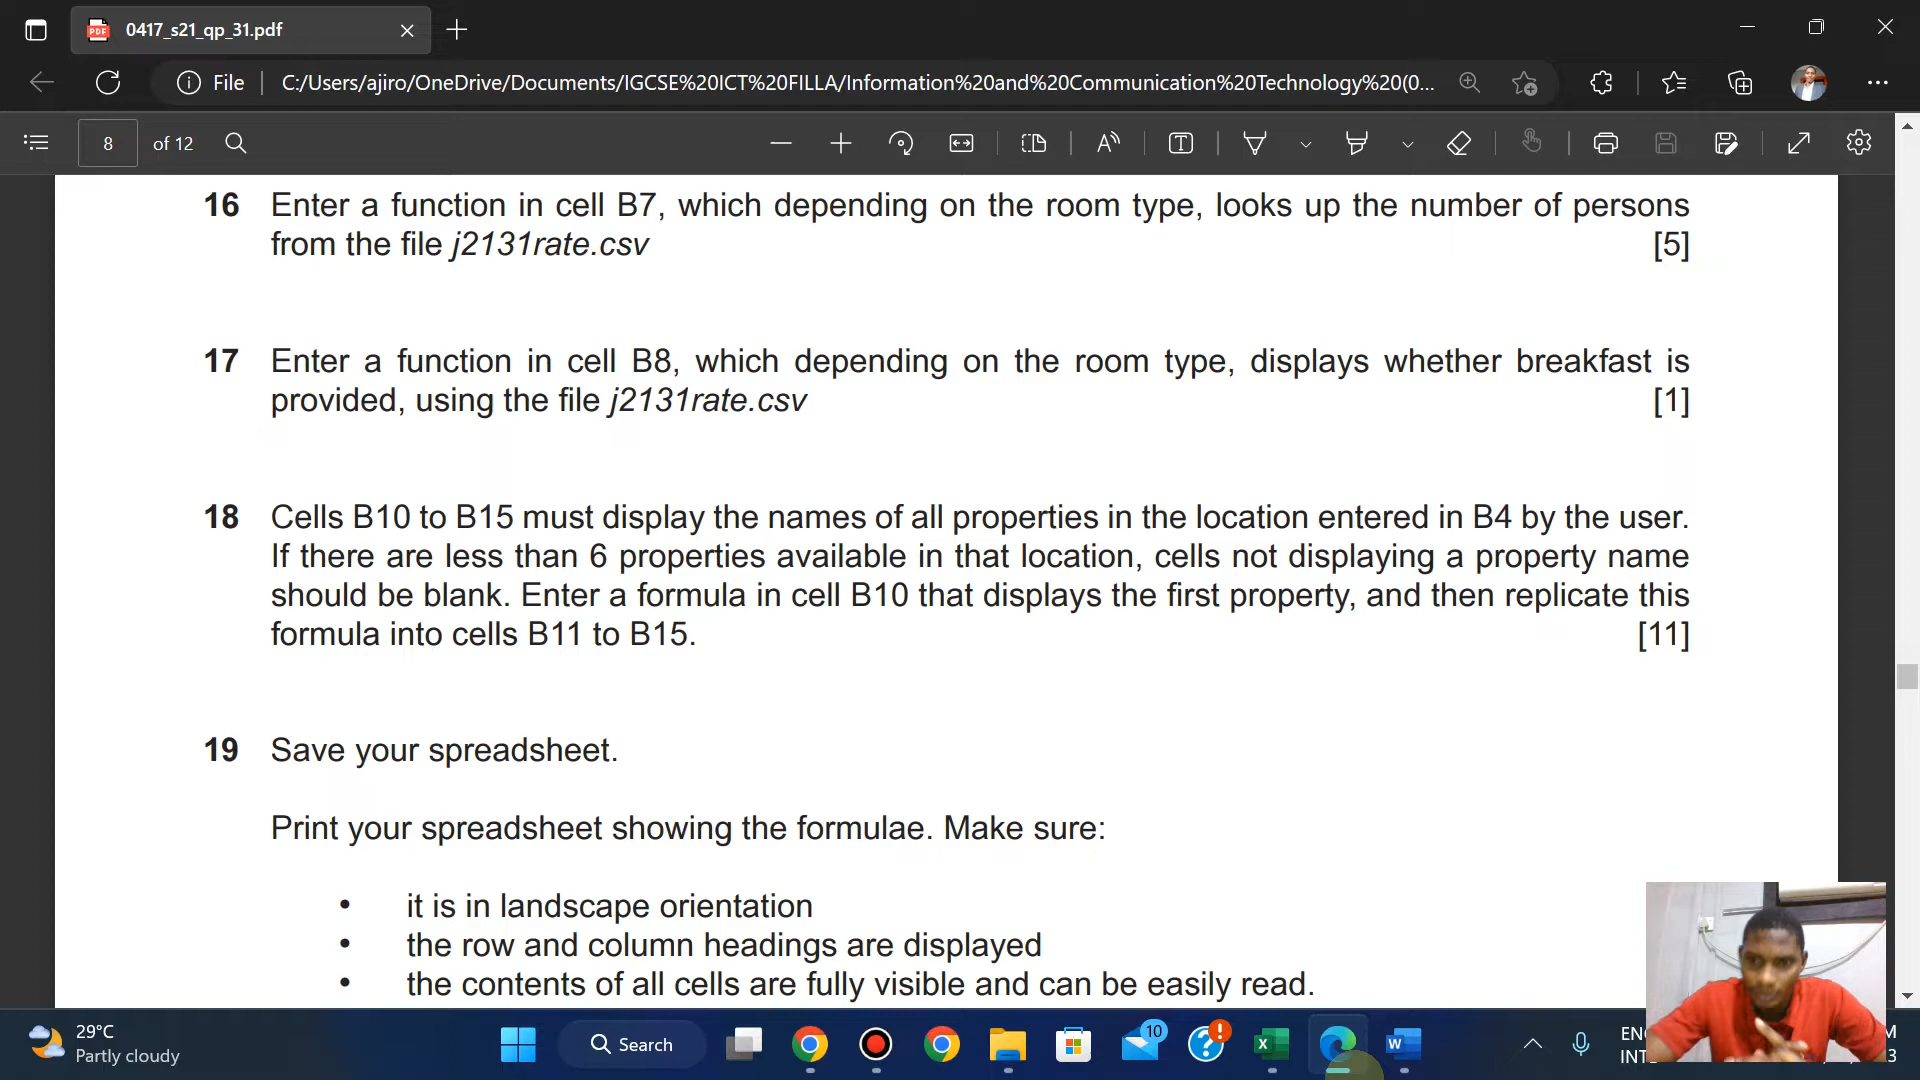 0417_s21_qp_31.pdf
File
C:/Users/ajiro/OneDrive/Documents/IGCSE%20ICT%20FILLA/Information%20and%20Communication%20Technology%20(0...
8 of 12
16 Enter a function in cell B7, which depending on the room type, looks up the number of persons
from the file j2131rate.csv [5]
17 Enter a function in cell B8, which depending on the room type, displays whether breakfast is
provided, using the file j2131rate.csv [1]
18 Cells B10 to B15 must display the names of all properties in the location entered in B4 by the user.
If there are less than 6 properties available in that location, cells not displaying a property name
should be blank. Enter a formula in cell B10 that displays the first property, and then replicate this
formula into cells B11 to B15. [11]
19 Save your spreadsheet.
Print your spreadsheet showing the formulae. Make sure:
• it is in landscape orientation
• the row and column headings are displayed
• the contents of all cells are fully visible and can be easily read.
29°C
Partly cloudy
Search
10